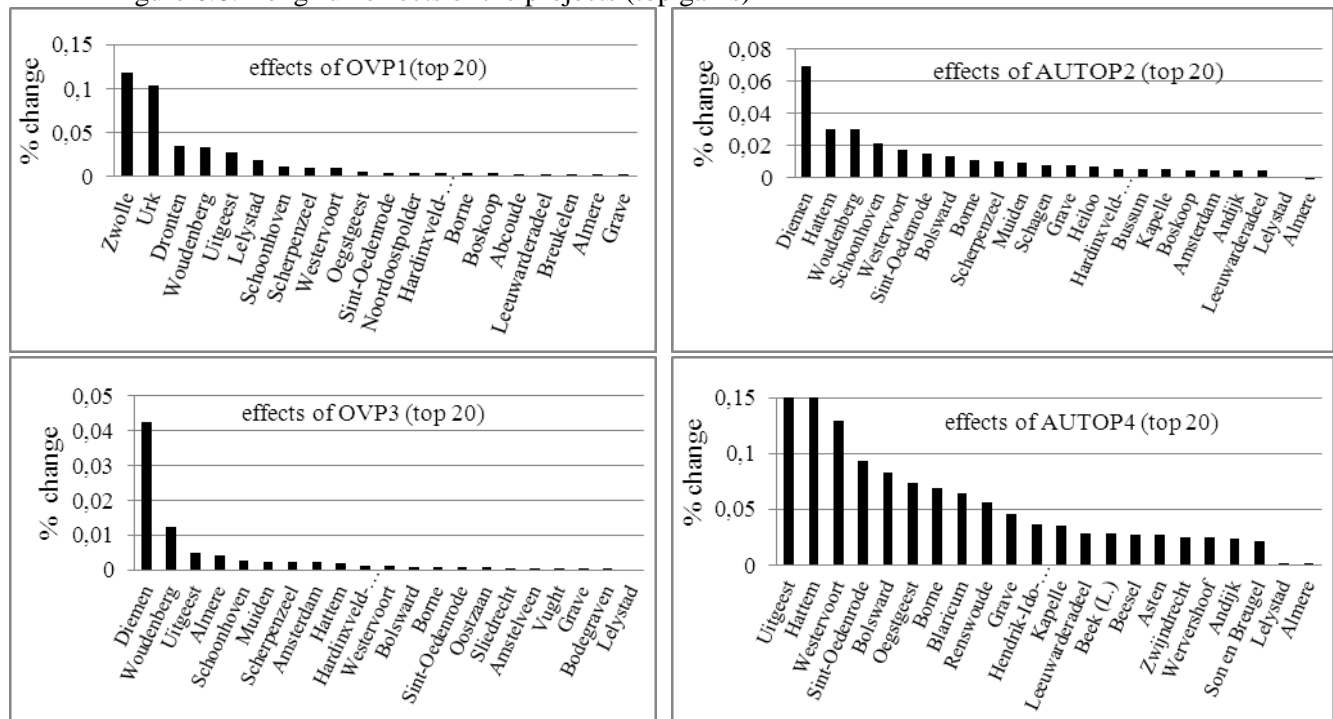 effects of OVP1(top 20)
% change
0,15
0,1
0,05
0
Zwolle
Urk
Dronten
Woudenberg
Uitgeest
Lelystad
Schoonhoven
Scherpenzeel
Westervoort
Oegstgeest
Sint-Oedenrode
Noordoostpolder
Hardinxveld-…
Borne
Boskoop
Abcoude
Leeuwarderadeel
Breukelen
Almere
Grave
effects of AUTOP2 (top 20)
% change
0,08
0,06
0,04
0,02
0
Diemen
Hattem
Woudenberg
Schoonhoven
Westervoort
Sint-Oedenrode
Bolsward
Borne
Scherpenzeel
Muiden
Schagen
Grave
Heiloo
Hardinxveld-…
Bussum
Kapelle
Boskoop
Amsterdam
Andijk
Leeuwarderadeel
Lelystad
Almere
effects of OVP3 (top 20)
% change
0,05
0,04
0,03
0,02
0,01
0
Diemen
Woudenberg
Uitgeest
Almere
Schoonhoven
Muiden
Scherpenzeel
Amsterdam
Hattem
Hardinxveld-…
Westervoort
Bolsward
Borne
Sint-Oedenrode
Oostzaan
Sliedrecht
Amstelveen
Vught
Grave
Bodegraven
Lelystad
effects of AUTOP4 (top 20)
% change
0,15
0,1
0,05
0
Uitgeest
Hattem
Westervoort
Sint-Oedenrode
Bolsward
Oegstgeest
Borne
Blaricum
Renswoude
Grave
Hendrik-Ido-…
Kapelle
Leeuwarderadeel
Beek (L.)
Beesel
Asten
Zwijndrecht
Wervershoof
Andijk
Son en Breugel
Lelystad
Almere